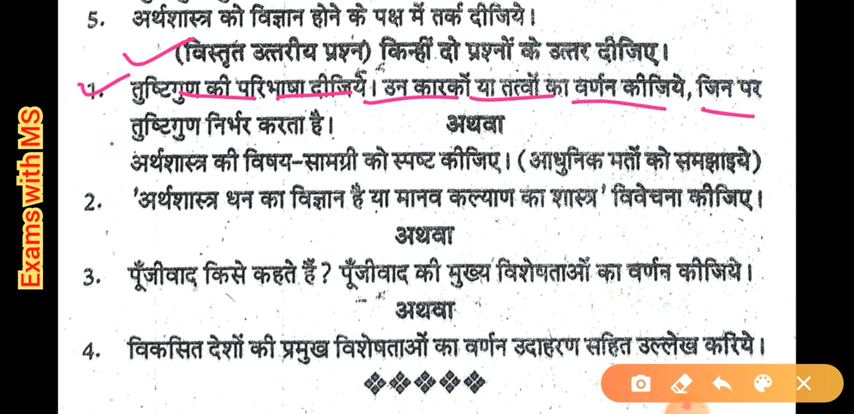 5. अर्थशास्त्र को विज्ञान होने के पक्ष में तर्क दीजिये।
(विस्तृत उत्तरीय प्रश्न) किन्हीं दो प्रश्नों के उत्तर दीजिए।
1. तुष्टिगुण की परिभाषा दीजिये। उन कारकों या तत्वों का वर्णन कीजिये, जिन पर
तुष्टिगुण निर्भर करता है। अथवा
अर्थशास्त्र की विषय-सामग्री को स्पष्ट कीजिए। (आधुनिक मतों को समझाइये)
2. 'अर्थशास्त्र धन का विज्ञान है या मानव कल्याण का शास्त्र' विवेचना कीजिए।
अथवा
3. पूँजीवाद किसे कहते हैं? पूँजीवाद की मुख्य विशेषताओं का वर्णन कीजिये।
अथवा
4. विकसित देशों की प्रमुख विशेषताओं का वर्णन उदाहरण सहित उल्लेख करिये।
Exams with MS